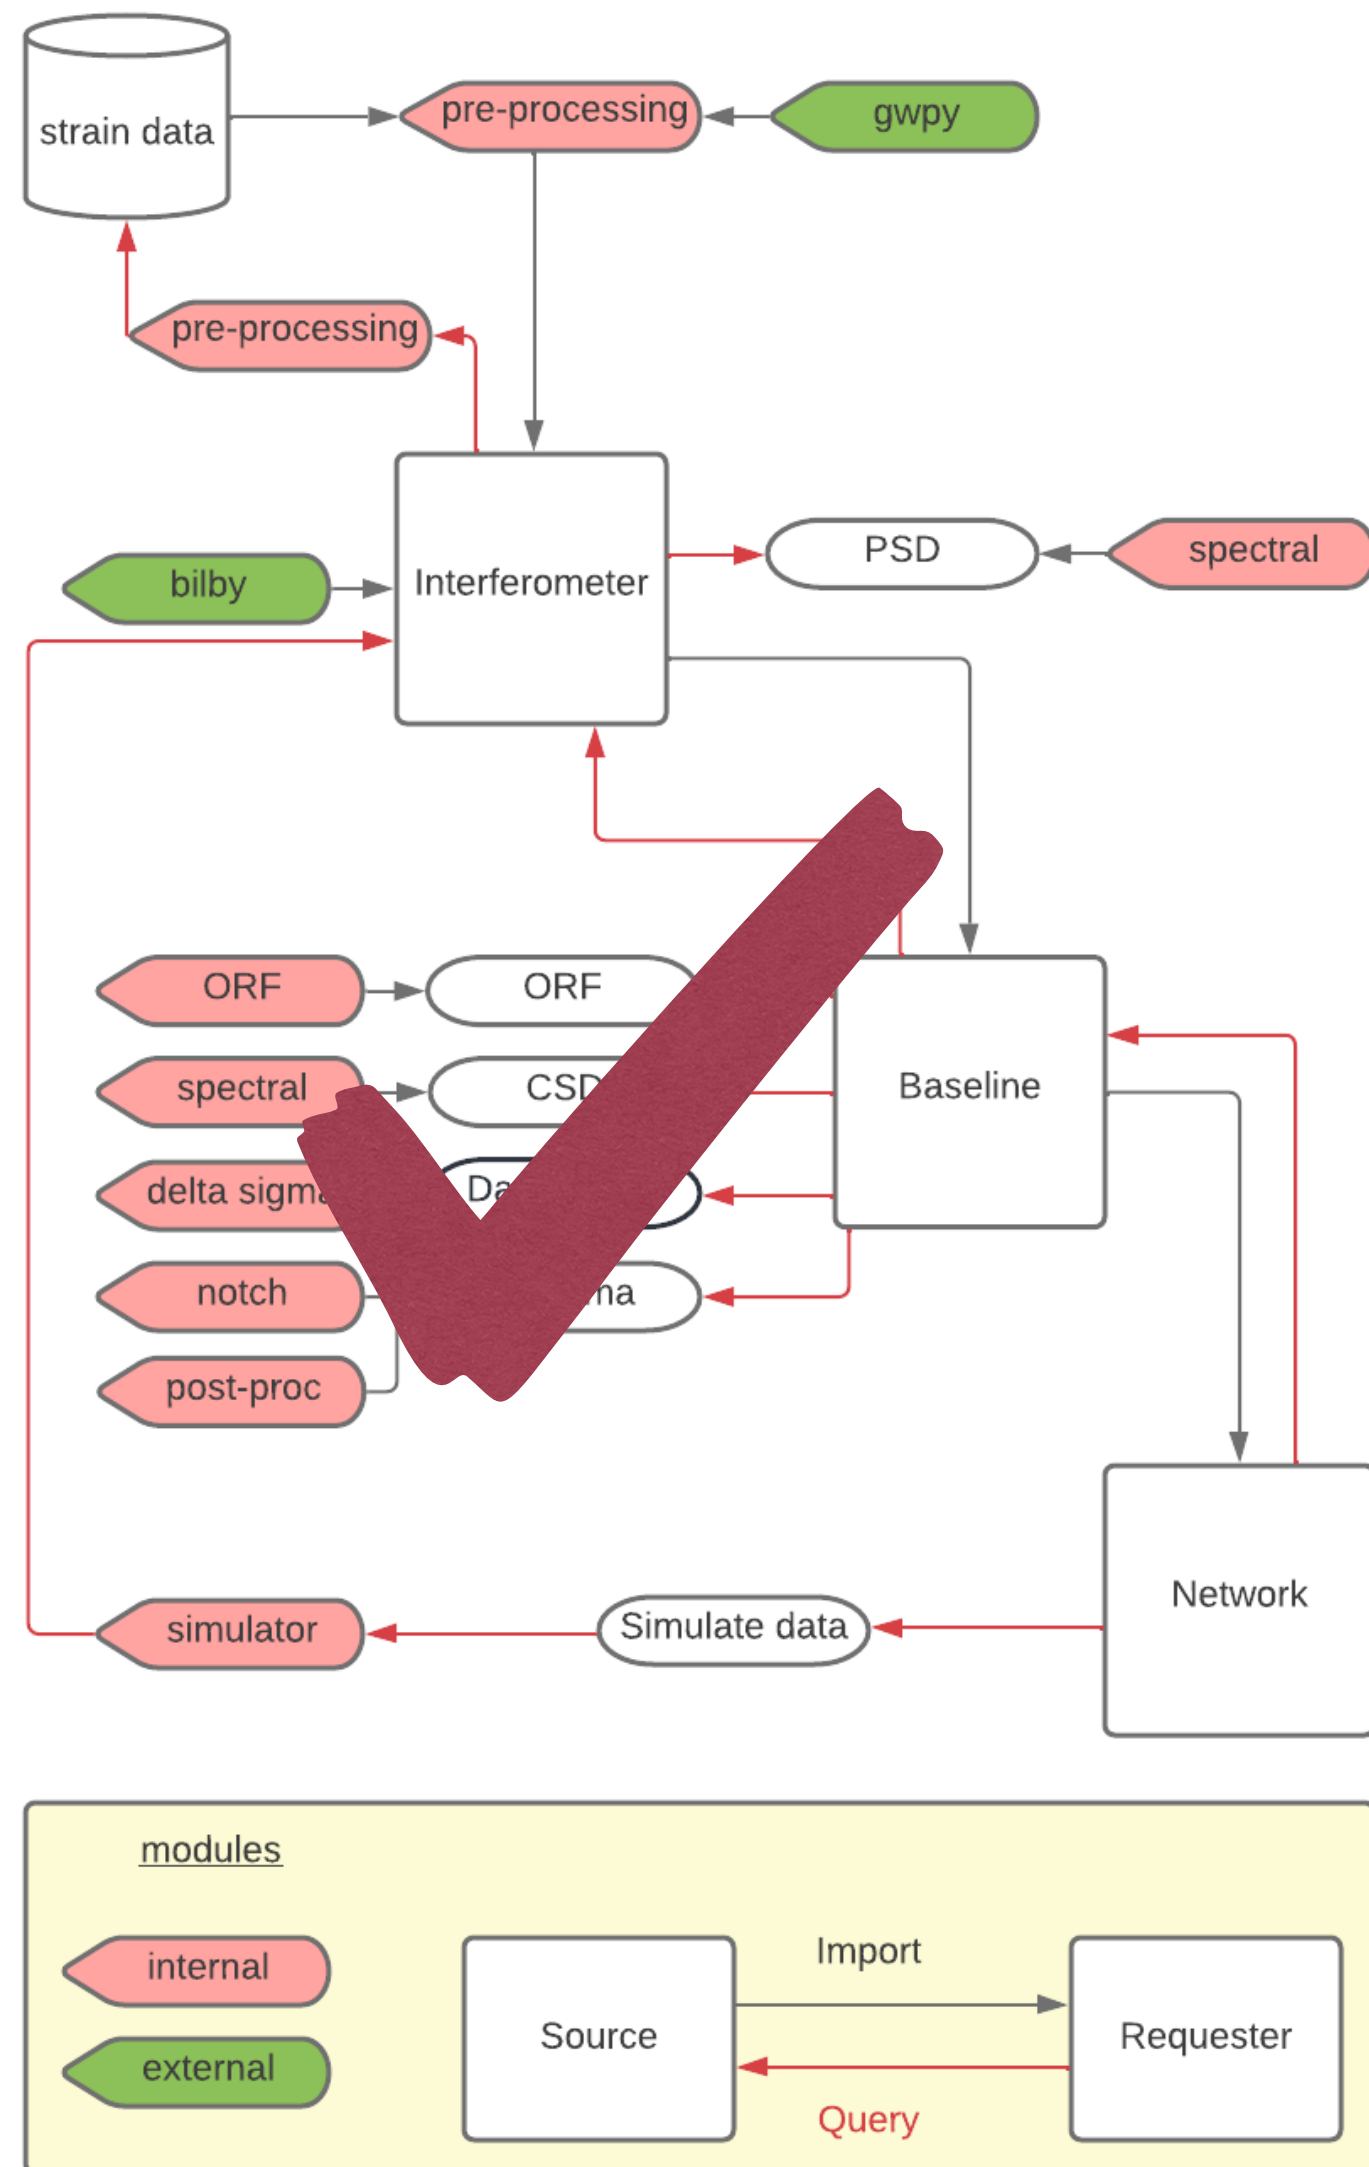 strain data
pre-processing
gwpy
pre-processing
Interferometer
PSD
spectral
bilby
ORF
ORF
spectral
Baseline
notch
post-proc
Network
simulator
Simulate data
modules
internal
external
Import
Source
Requester
Query
delta
CSD